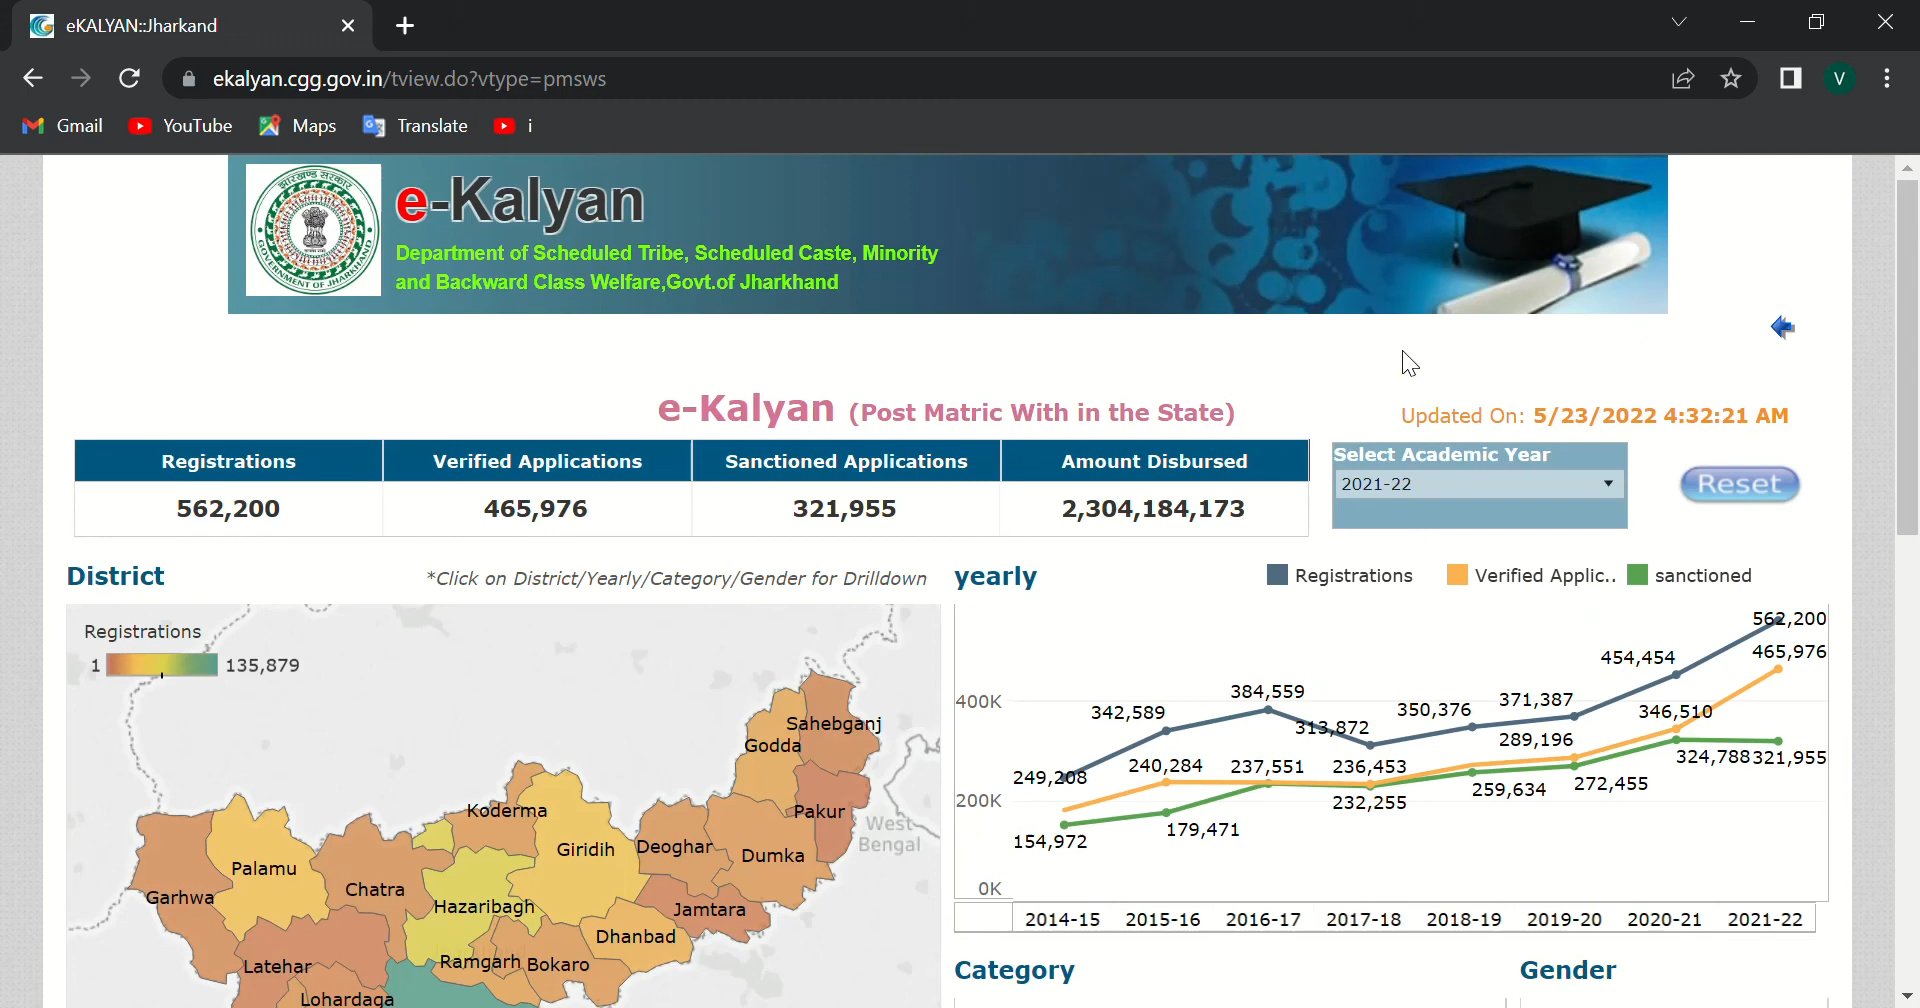 eKALYAN::Jharkand
ekalyan.cgg.gov.in/tview.do?vtype=pmsws
V
Gmail
YouTube
Maps
Translate
i
झारखण्ड सरकार
GOVERNMENT OF JHARKHAND
e-Kalyan
Department of Scheduled Tribe, Scheduled Caste, Minority
and Backward Class Welfare,Govt.of Jharkhand
e-Kalyan (Post Matric With in the State)
Updated On: 5/23/2022 4:32:21 AM
Registrations Verified Applications Sanctioned Applications Amount Disbursed
562,200 465,976 321,955 2,304,184,173
Select Academic Year
2021-22
Reset
District
*Click on District/Yearly/Category/Gender for Drilldown
Registrations
1 135,879
Sahebganj
Godda
Koderma
Pakur
West
Bengal
Giridih
Deoghar
Dumka
Palamu
Chatra
Garhwa
Hazaribagh
Jamtara
Dhanbad
Ramgarh
Bokaro
Latehar
Lohardaga
yearly
Registrations
Verified Applic..
sanctioned
562,200
465,976
454,454
384,559
371,387
400K
342,589
350,376
346,510
313,872
289,196
324,788
321,955
240,284
237,551
236,453
249,208
272,455
259,634
200K
232,255
179,471
154,972
0K
2014-15 2015-16 2016-17 2017-18 2018-19 2019-20 2020-21 2021-22
Category
Gender